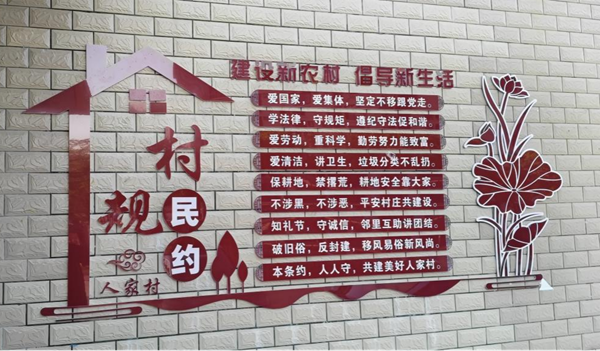 建设新农村 倡导新生活
爱国家，爱集体，坚定不移跟党走。
学法律，守规矩，遵纪守法促和谐。
爱劳动，重科学，勤劳努力能致富。
爱清洁，讲卫生，垃圾分类不乱扔。
保耕地，禁撂荒，耕地安全靠大家。
不涉黑，不涉恶，平安村庄共建设。
知礼节，守诚信，邻里互助讲团结。
破旧俗，反封建，移风易俗新风尚。
本条约，人人守，共建美好人家村。
村规民约
人家村